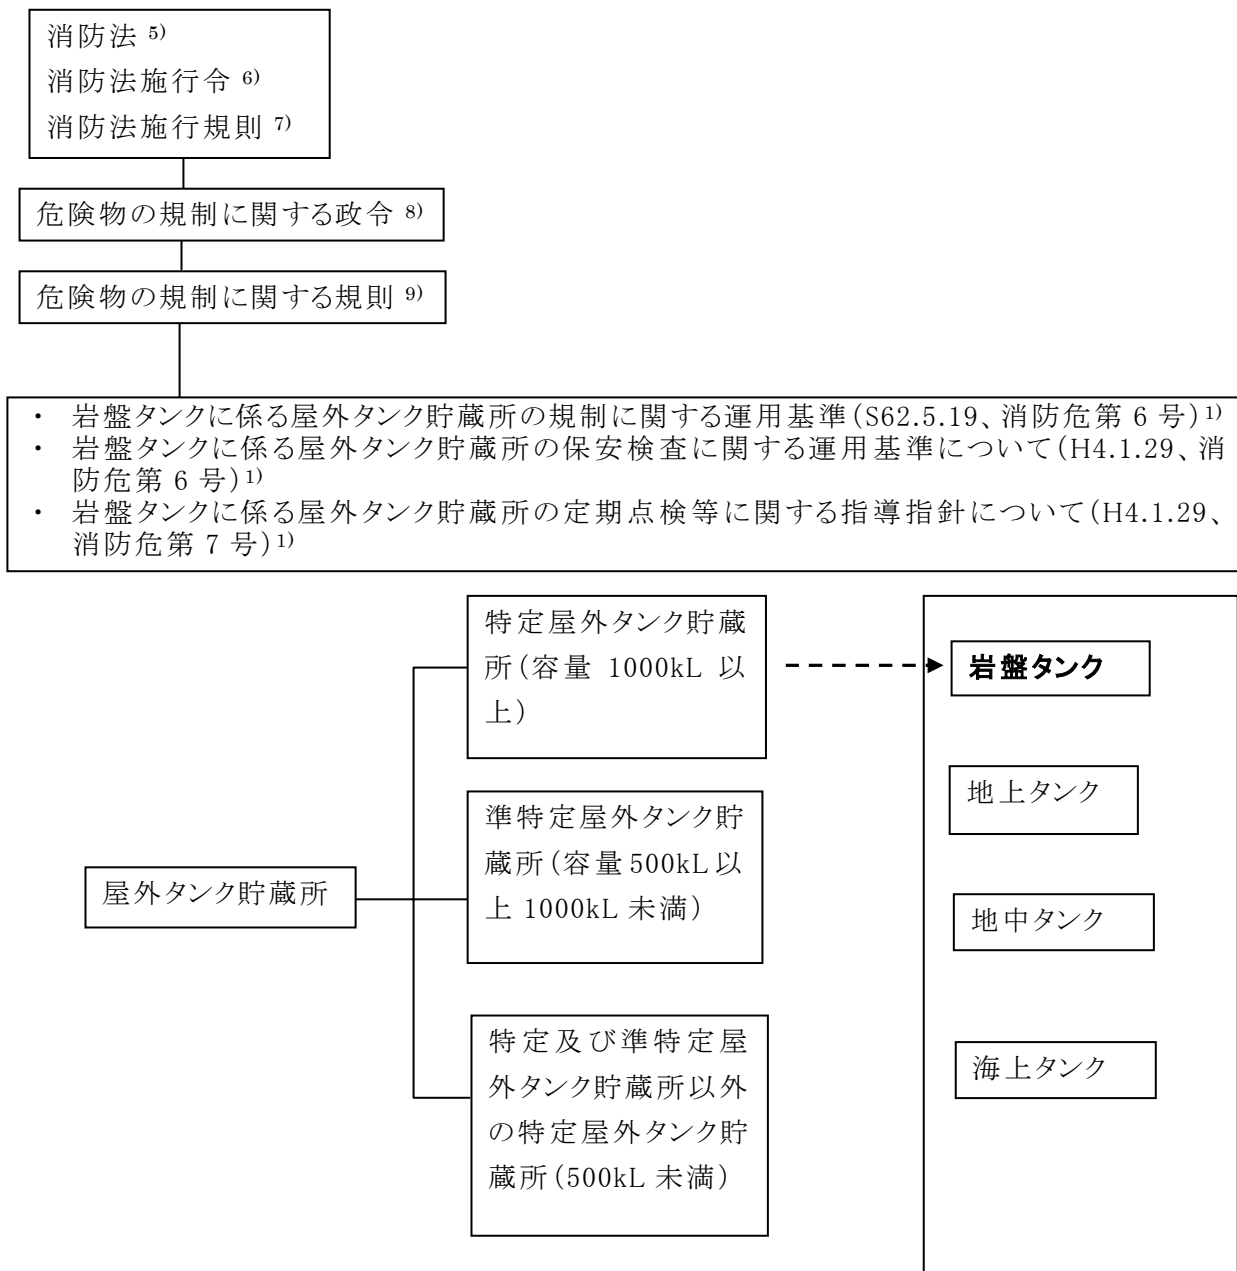 消防法 5)
消防法施行令 6)
消防法施行規則 7)
危険物の規制に関する政令 8)
危険物の規制に関する規則 9)
・ 岩盤タンクに係る屋外タンク貯蔵所の規制に関する運用基準(S62.5.19、消防危第 6 号)1)
・ 岩盤タンクに係る屋外タンク貯蔵所の保安検査に関する運用基準について(H4.1.29、消
防危第 6 号)1)
・ 岩盤タンクに係る屋外タンク貯蔵所の定期点検等に関する指導指針について(H4.1.29、
消防危第 7 号)1)
特定屋外タンク貯蔵
所(容量 1000kL 以
上)
岩盤タンク
地上タンク
準特定屋外タンク貯
蔵所(容量 500kL 以
上 1000kL 未満)
屋外タンク貯蔵所
地中タンク
特定及び準特定屋
外タンク貯蔵所以外
の特定屋外タンク貯
蔵所(500kL 未満)
海上タンク